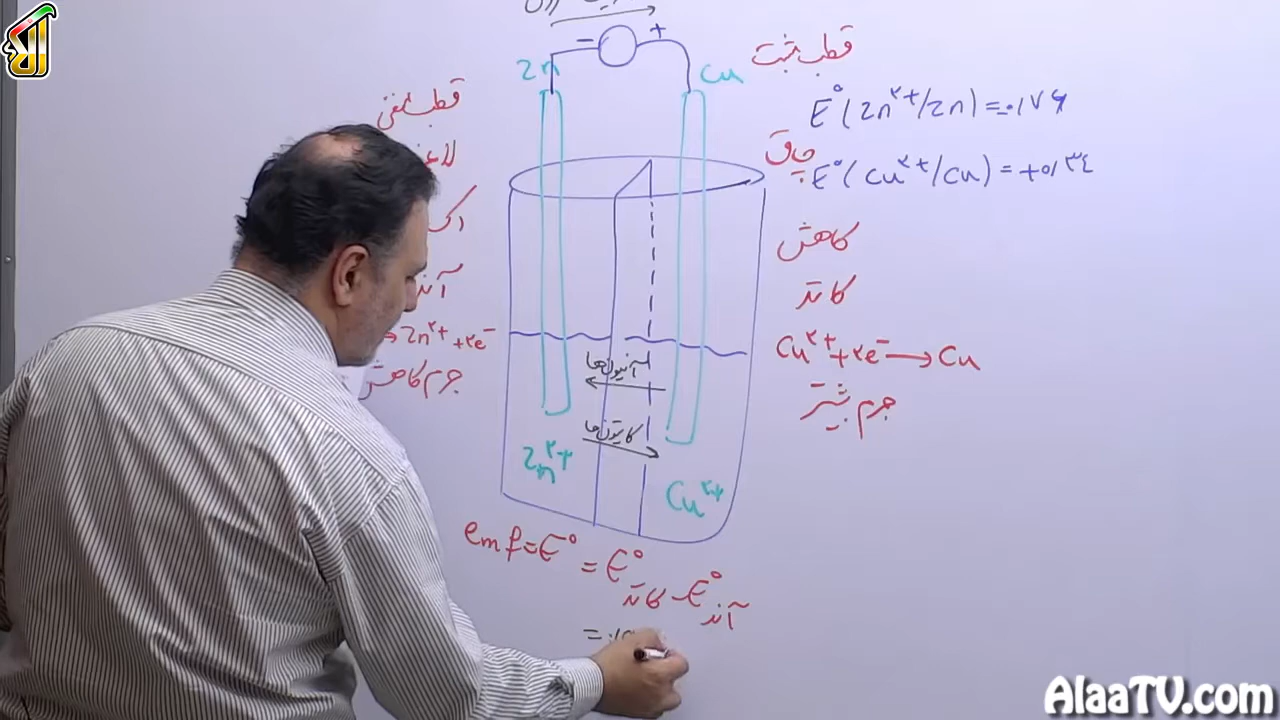 - +
Zn Cu
قطب مثبت
قطب منفی
E°(Zn²⁺/Zn) = -۰/۷۶
چاق
E°(Cu²⁺/Cu) = +۰/۳۴
کاهش
کاتد
→ Zn²⁺ + ۲e⁻
Cu²⁺ + ۲e⁻ → Cu
جرم کاهش
جرم بیشتر
آنیون‌ها
کاتیون‌ها
Zn²⁺
Cu²⁺
emf = E° = E° کاتد - E° آند
AlaaTV.com